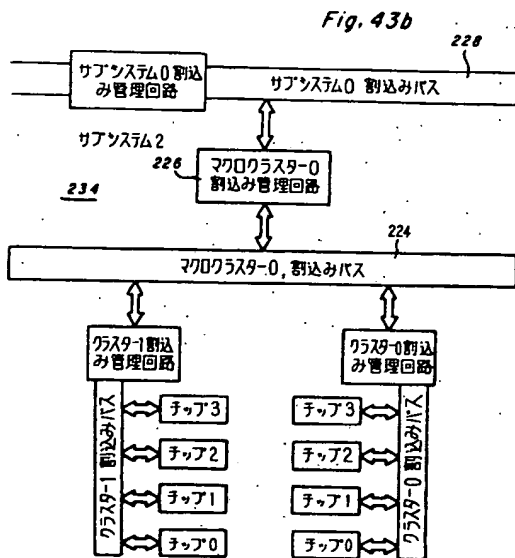 Fig. 43b
228
サブシステム0 割込
み管理回路
サブシステム0 割込みバス
サブシステム2
226
マクロクラスター0
割込み管理回路
234
224
マクロクラスター0, 割込みバス
クラスター1 割込
み管理回路
クラスター0 割込
み管理回路
クラスター1 割込みバス
チップ3
チップ2
チップ1
チップ0
チップ3
チップ2
チップ1
チップ0
クラスター0 割込みバス